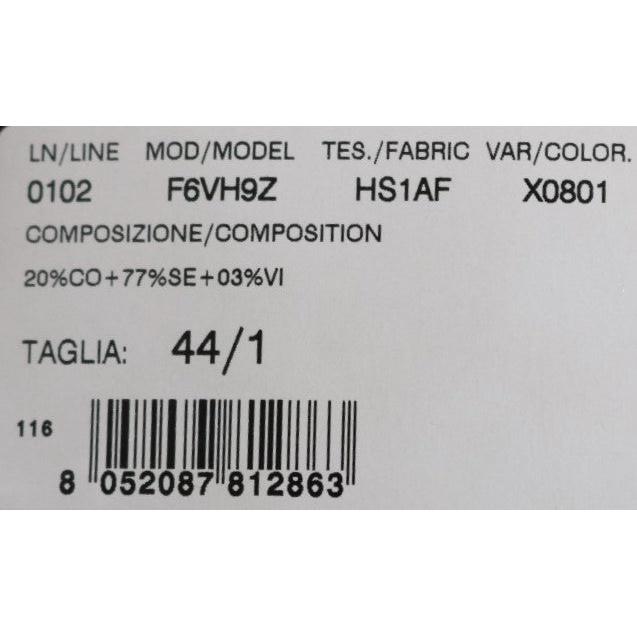 LN/LINE MOD/MODEL TES./FABRIC VAR/COLOR.
0102 F6VH9Z HS1AF X0801
COMPOSIZIONE/COMPOSITION
20%CO+77%SE+03%VI
TAGLIA: 44/1
116
8 052087 812863